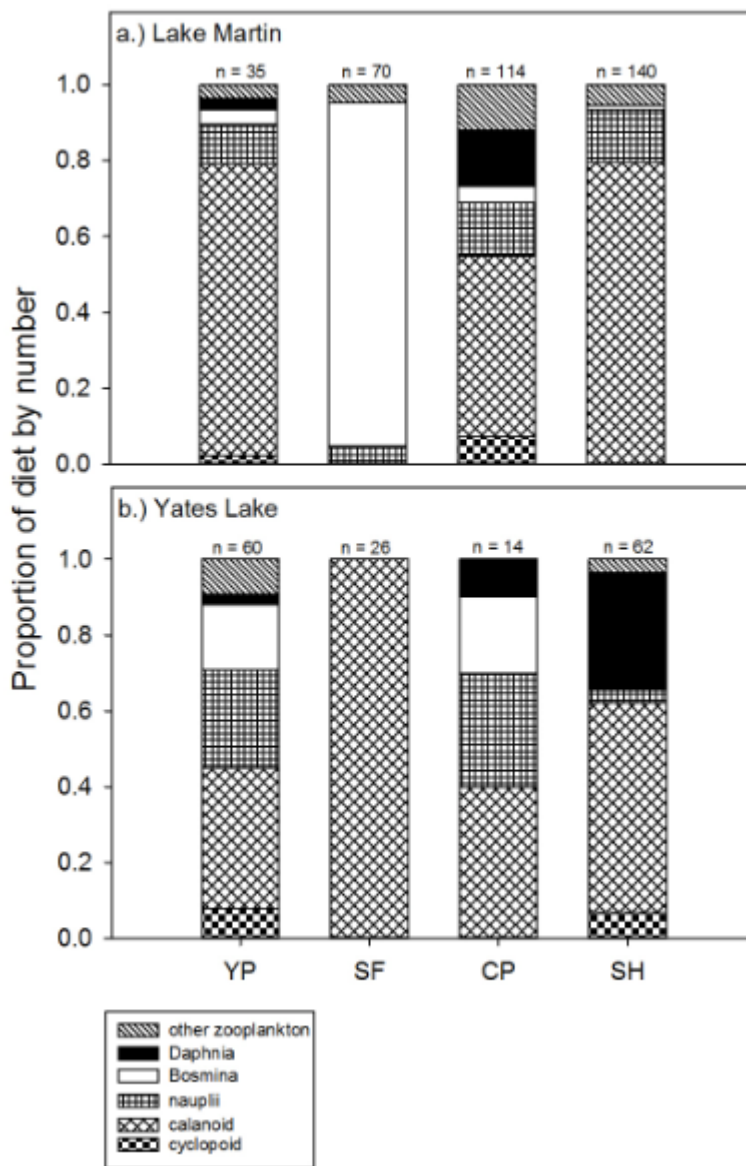 a.) Lake Martin
n = 35 n = 70 n = 114 n = 140
1.0
0.8
0.6
0.4
0.2
0.0
Proportion of diet by number
b.) Yates Lake
n = 60 n = 26 n = 14 n = 62
1.0
0.8
0.6
0.4
0.2
0.0
YP SF CP SH
other zooplankton
Daphnia
Bosmina
nauplii
calanoid
cyclopoid